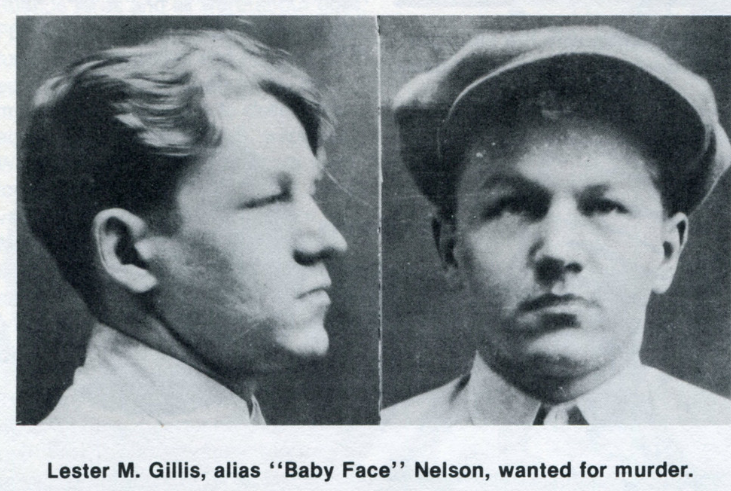 Lester M. Gillis, alias ‘‘Baby Face’’ Nelson, wanted for murder.